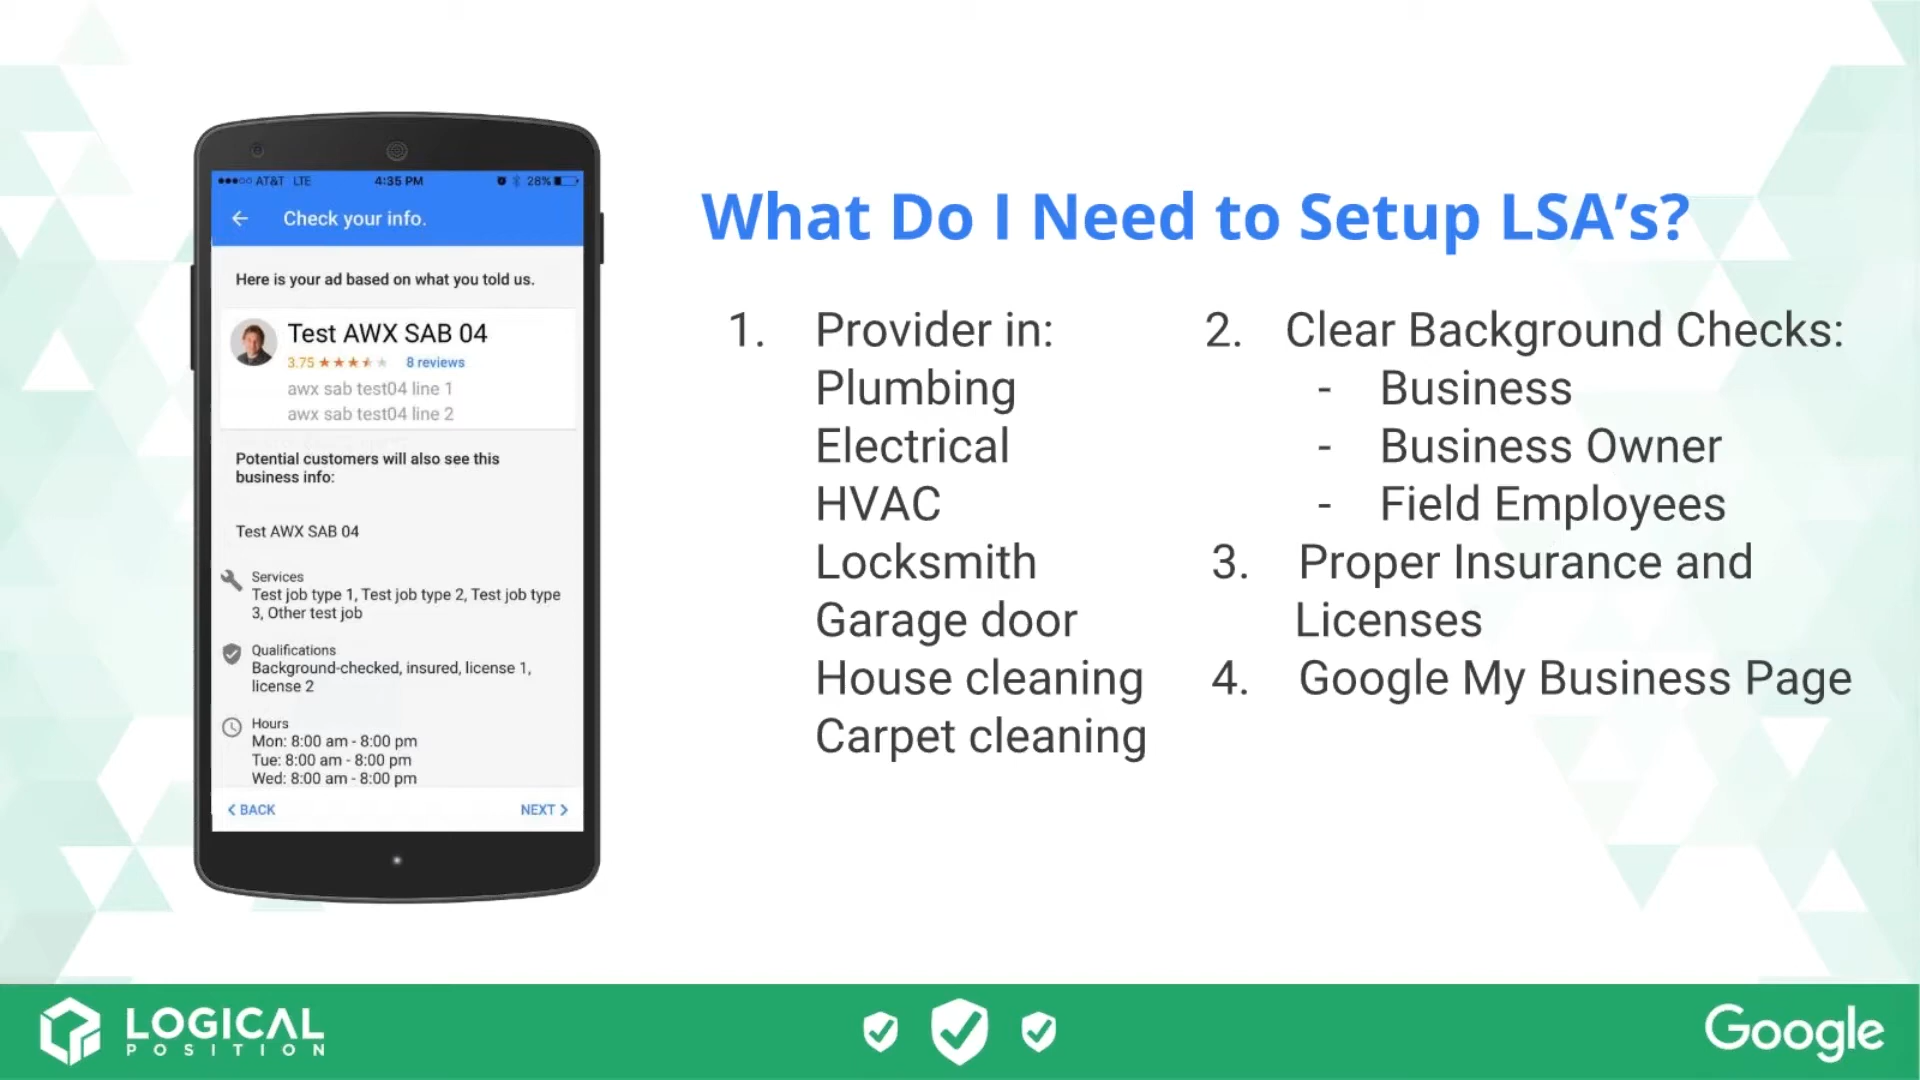 AT&T LTE 4:35 PM 28%
Check your info.
Here is your ad based on what you told us.
Test AWX SAB 04
3.75 8 reviews
awx sab test04 line 1
awx sab test04 line 2
Potential customers will also see this
business info:
Test AWX SAB 04
Services
Test job type 1, Test job type 2, Test job type
3, Other test job
Qualifications
Background-checked, insured, license 1,
license 2
Hours
Mon: 8:00 am - 8:00 pm
Tue: 8:00 am - 8:00 pm
Wed: 8:00 am - 8:00 pm
BACK NEXT
What Do I Need to Setup LSA’s?
1. Provider in:
Plumbing
Electrical
HVAC
Locksmith
Garage door
House cleaning
Carpet cleaning
2. Clear Background Checks:
- Business
- Business Owner
- Field Employees
3. Proper Insurance and
Licenses
4. Google My Business Page
LOGICAL
POSITION
Google